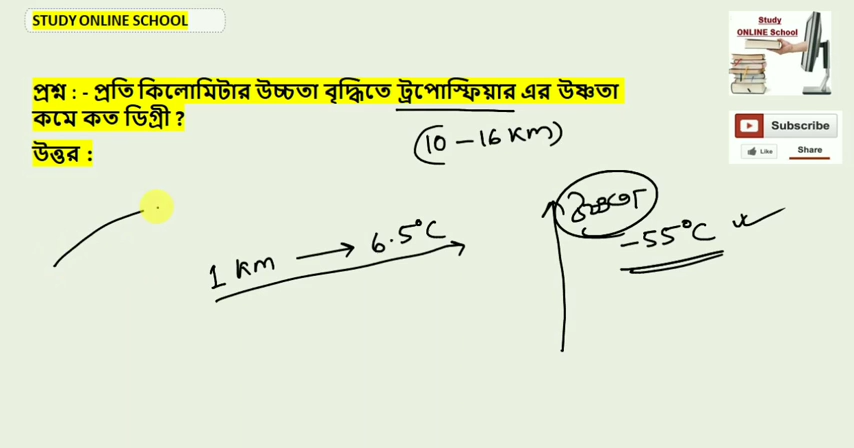 STUDY ONLINE SCHOOL
Study
ONLINE School
প্রশ্ন : - প্রতি কিলোমিটার উচ্চতা বৃদ্ধিতে ট্রপোস্ফিয়ার এর উষ্ণতা
কমে কত ডিগ্রী ?
উত্তর :
(10 - 16 KM)
Subscribe
Like
Share
1 KM → 6.5°C
-55°C